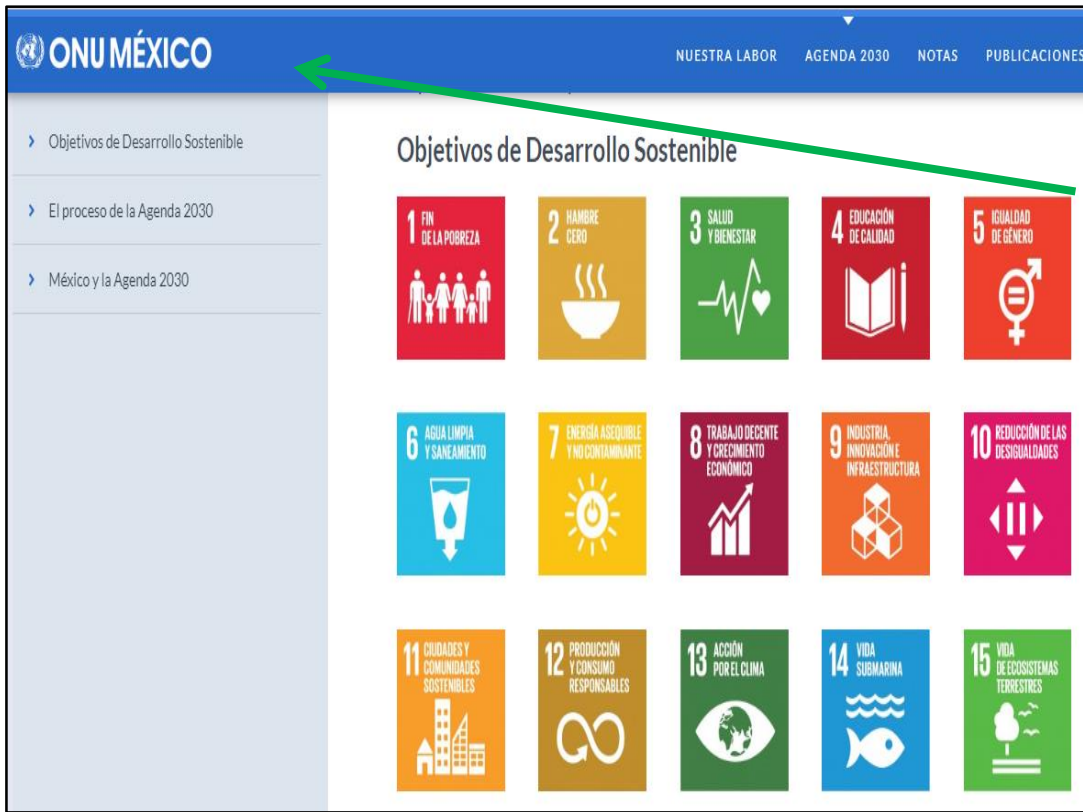 ONU MÉXICO
NUESTRA LABOR AGENDA 2030 NOTAS PUBLICACIONES
Objetivos de Desarrollo Sostenible
El proceso de la Agenda 2030
México y la Agenda 2030
Objetivos de Desarrollo Sostenible
1 FIN
DE LA POBREZA
2 HAMBRE
CERO
3 SALUD
Y BIENESTAR
4 EDUCACIÓN
DE CALIDAD
5 IGUALDAD
DE GÉNERO
6 AGUA LIMPIA
Y SANEAMIENTO
7 ENERGÍA ASEQUIBLE
Y NO CONTAMINANTE
8 TRABAJO DECENTE
Y CRECIMIENTO
ECONÓMICO
9 INDUSTRIA,
INNOVACIÓN E
INFRAESTRUCTURA
10 REDUCCIÓN DE LAS
DESIGUALDADES
11 CIUDADES Y
COMUNIDADES
SOSTENIBLES
12 PRODUCCIÓN
Y CONSUMO
RESPONSABLES
13 ACCIÓN
POR EL CLIMA
14 VIDA
SUBMARINA
15 VIDA
DE ECOSISTEMAS
TERRESTRES